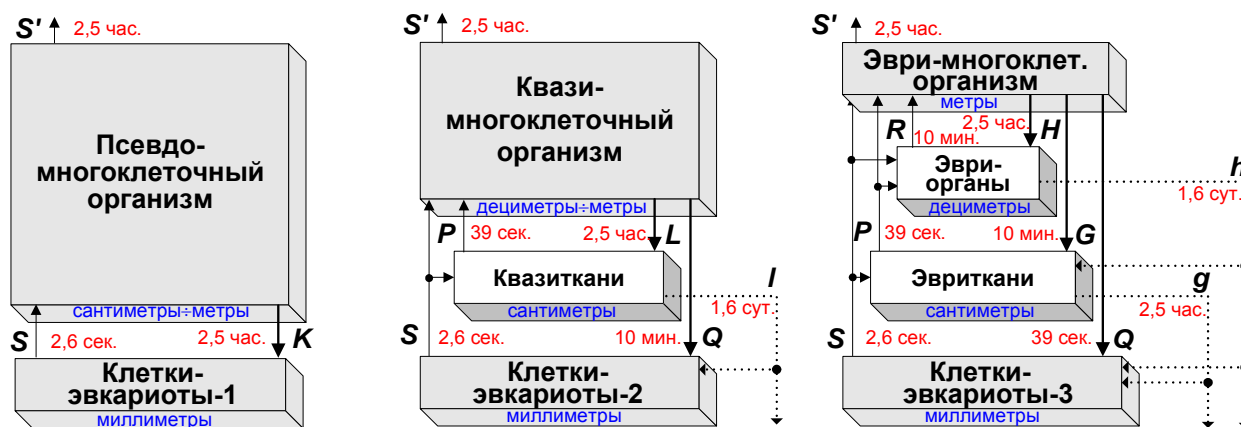 S' 2,5 час.
Псевдо-
многоклеточный
организм
сантиметры÷метры
S 2,6 сек. 2,5 час. K
Клетки-
эвкариоты-1
миллиметры
S' 2,5 час.
Квази-
многоклеточный
организм
дециметры÷метры
P 39 сек. 2,5 час. L
Квазиткани
сантиметры
l
1,6 сут.
S 2,6 сек. 10 мин. Q
Клетки-
эвкариоты-2
миллиметры
S' 2,5 час.
Эври-многоклет.
организм
метры
R 10 мин. 2,5 час. H
Эври-
органы
дециметры
h
1,6 сут.
P 39 сек. 10 мин. G
Эвриткани
сантиметры
g
2,5 час.
S 2,6 сек. 39 сек. Q
Клетки-
эвкариоты-3
миллиметры